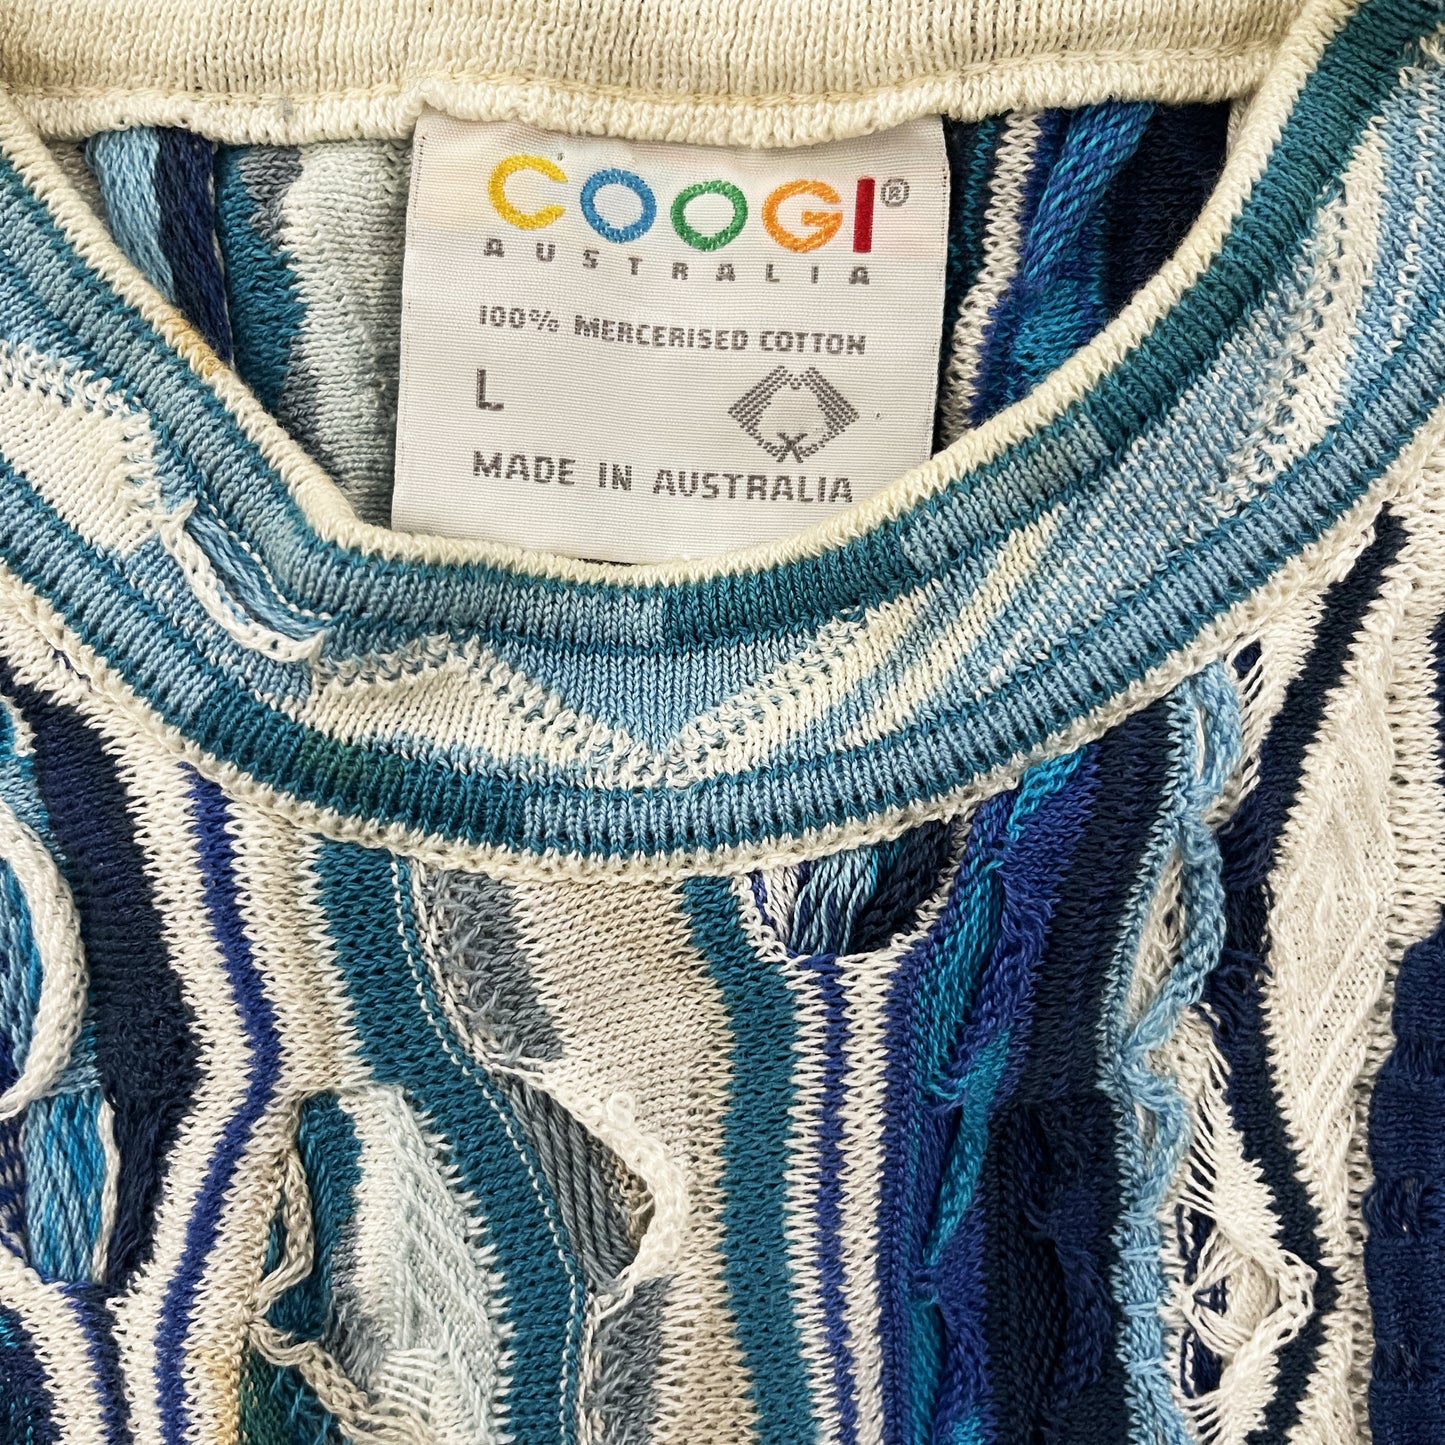 COOGI®
AUSTRALIA
100% MERCERISED COTTON
L
MADE IN AUSTRALIA